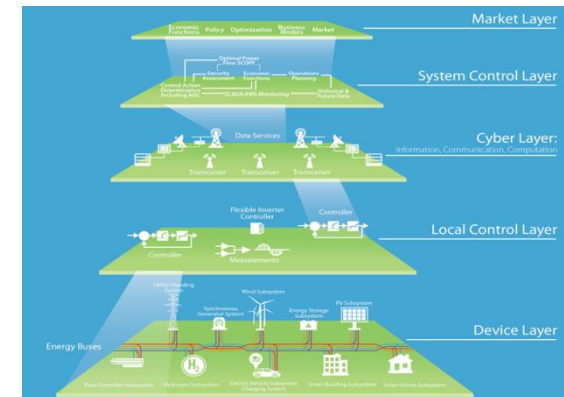 Market Layer
Economic Functions
Policy
Optimization
Business Models
Market
System Control Layer
Optimal Power Flow SCOPF
Security Assessment
Economic Functions
Operations Planning
Control Action Determination Including AGC
SCADA/EMS Monitoring
Historical & Future Data
Cyber Layer:
Information, Communication, Computation
Data Services
Transceiver
Transceiver
Transceiver
Local Control Layer
Flexible Inverter
Controller
Controller
Controller
Measurements
Device Layer
Utility Intending System
Synchronous Generator System
Wind Subsystem
Energy Storage Subsystem
PV Subsystem
Energy Buses
Flow Controller Subsystem
Hydrogen Subsystem
H2
Electric Vehicle Subsystem
Charging System
Smart Building Subsystem
Smart Home Subsystem